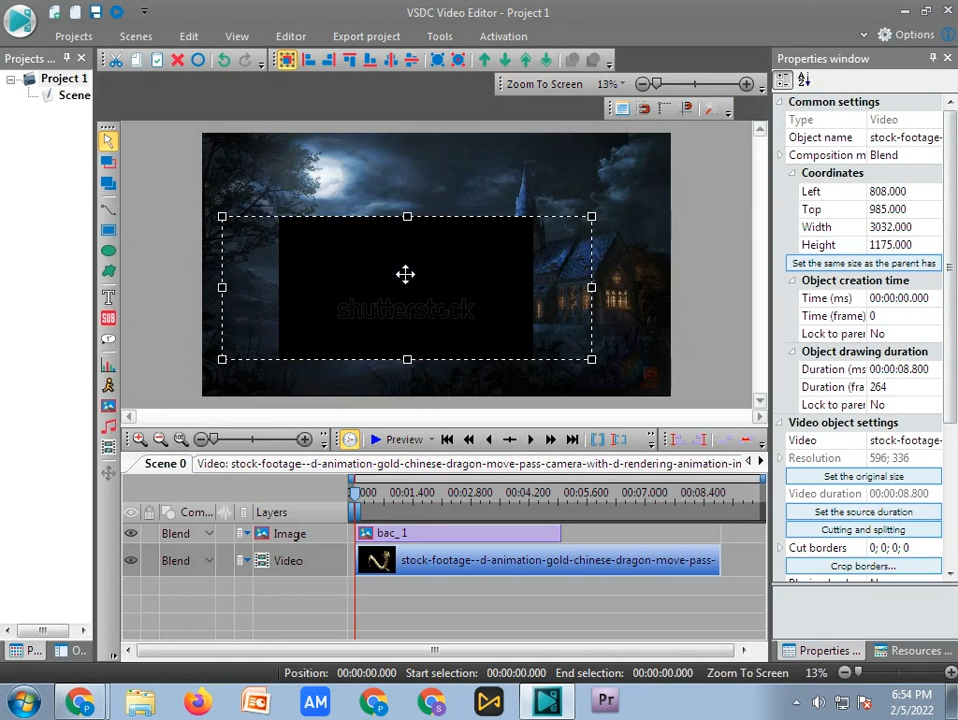 VSDC Video Editor - Project 1
Projects
Scenes
Edit
View
Editor
Export project
Tools
Activation
Options
Projects ...
Project 1
Scene
Zoom To Screen
13%
T
SUB
shutterstock
Properties window
Common settings
Type
Video
Object name
stock-footage-
Composition m
Blend
Coordinates
Left
808.000
Top
985.000
Width
3032.000
Height
1175.000
Set the same size as the parent has
Object creation time
Time (ms)
00:00:00.000
Time (frame)
0
Lock to parer
No
Object drawing duration
Duration (ms
00:00:08.800
Duration (fra
264
Lock to parer
No
Video object settings
Video
stock-footage-
Resolution
596; 336
Set the original size
Video duration
00:00:08.800
Set the source duration
Cutting and splitting
Cut borders
0; 0; 0; 0
Crop borders...
Preview
Scene 0
Video: stock-footage--d-animation-gold-chinese-dragon-move-pass-camera-with-d-rendering-animation-in
000
00:01.400
00:02.800
00:04.200
00:05.600
00:07.000
00:08.400
Com...
Layers
Blend
Image
bac_1
Blend
Video
stock-footage--d-animation-gold-chinese-dragon-move-pass-
P...
O...
Properties ...
Resources ...
Position:
00:00:00.000
Start selection:
00:00:00.000
End selection:
00:00:00.000
Zoom To Screen
13%
AM
Pr
6:54 PM
2/5/2022